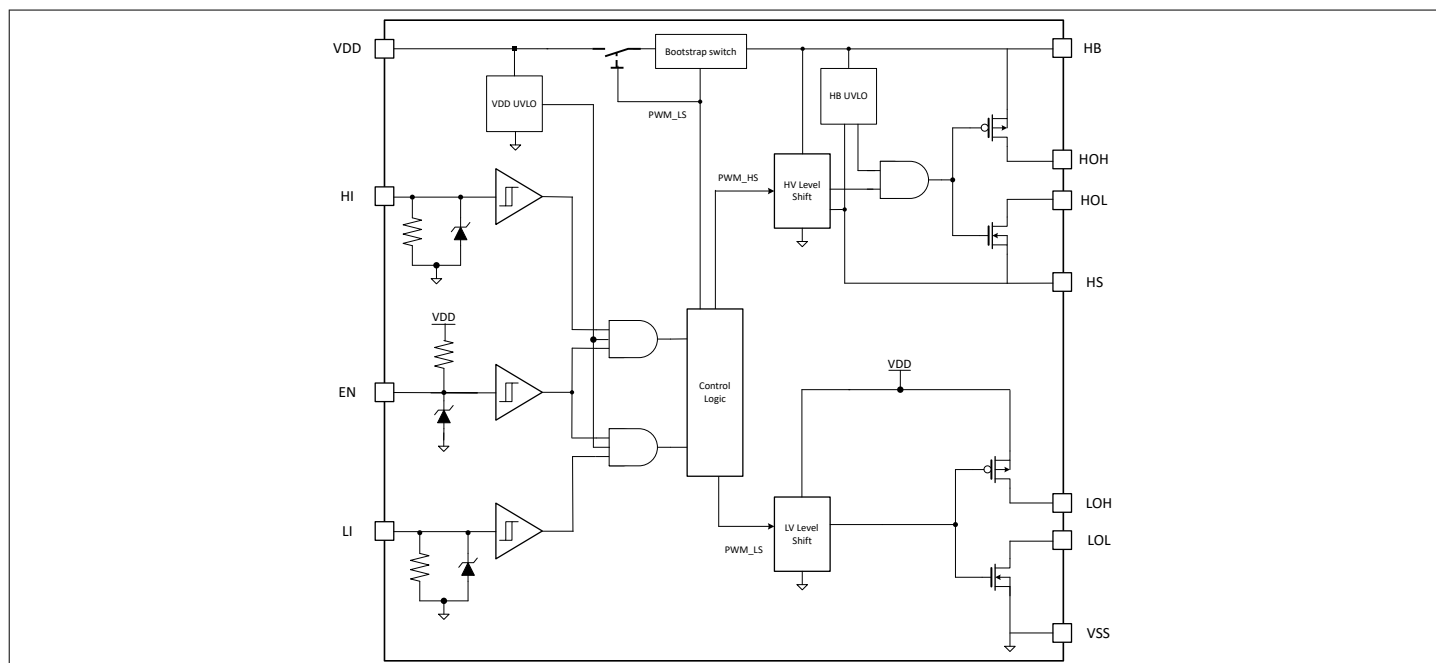 VDD
Bootstrap switch
HB
VDD UVLO
HB UVLO
PWM_LS
HOH
HI
PWM_HS
HV Level
Shift
HOL
HS
VDD
EN
Control
Logic
VDD
LOH
LI
PWM_LS
LV Level
Shift
LOL
VSS